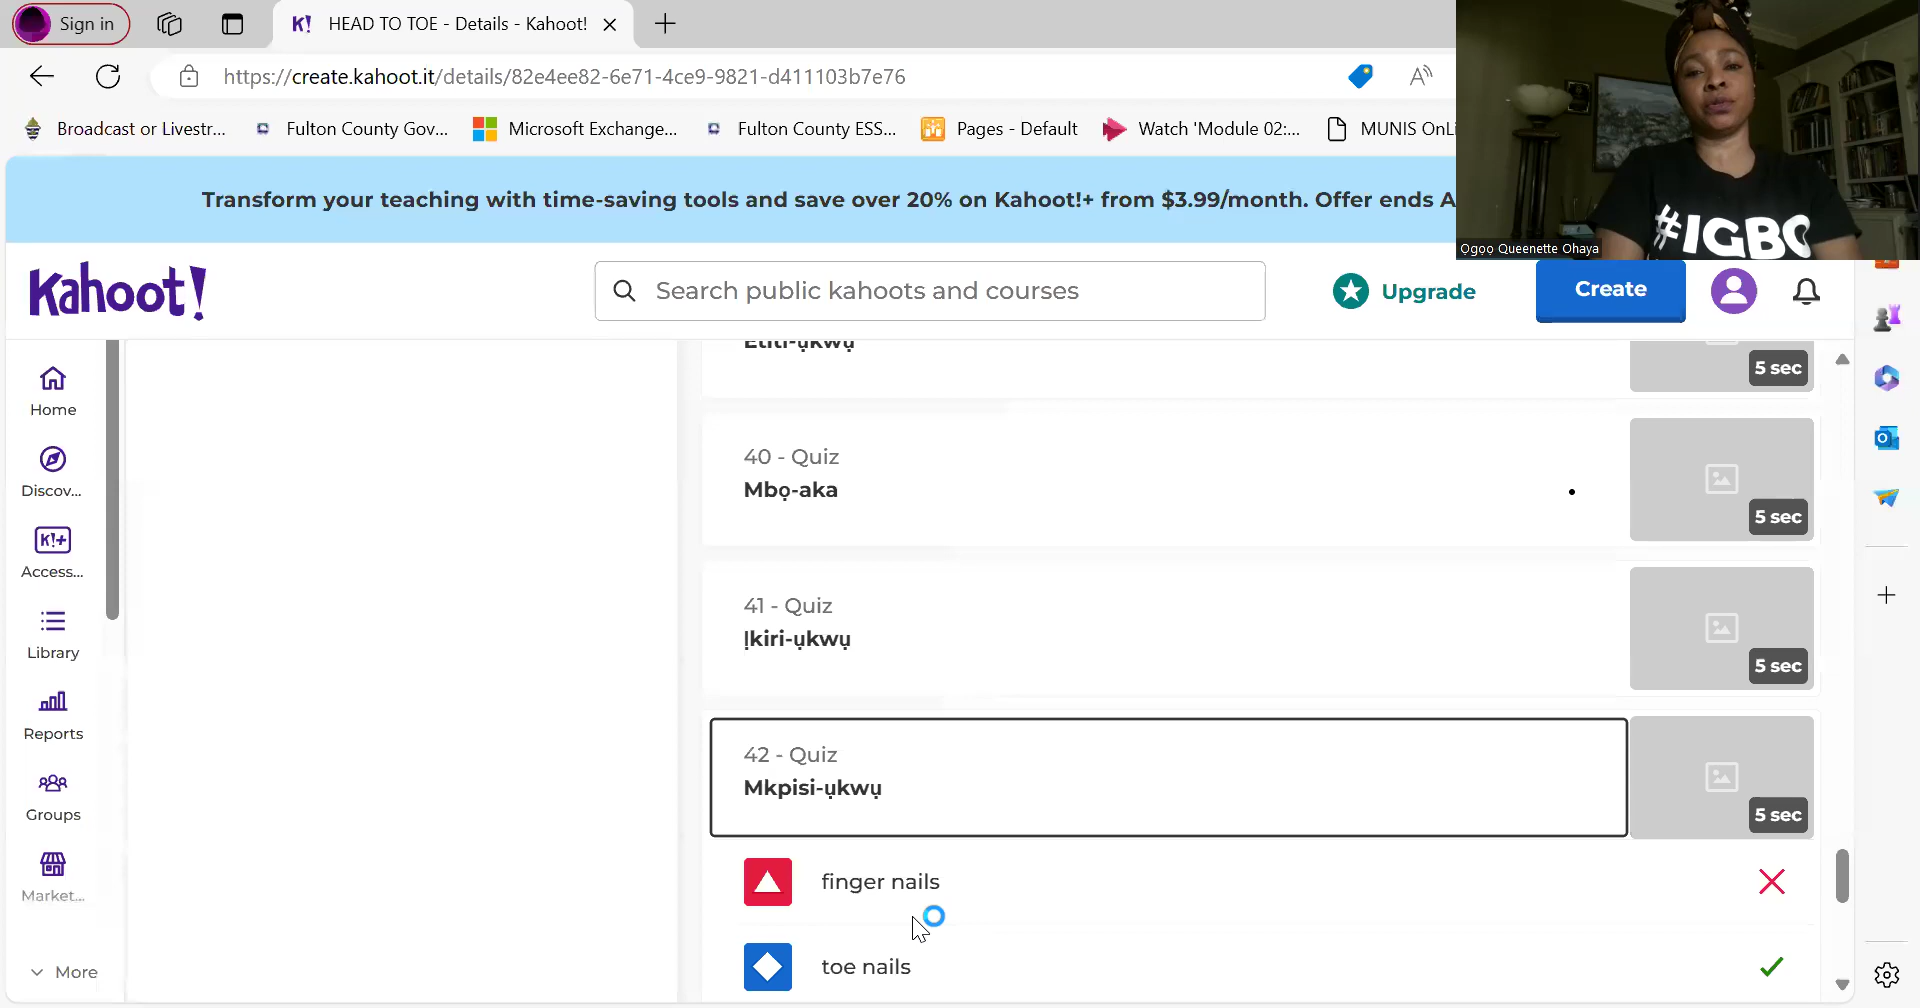 Sign in
K! HEAD TO TOE - Details - Kahoot!
https://create.kahoot.it/details/82e4ee82-6e71-4ce9-9821-d411103b7e76
Broadcast or Livestr... Fulton County Gov... Microsoft Exchange... Fulton County ESS... Pages - Default Watch 'Module 02:... MUNIS OnLi
Transform your teaching with time-saving tools and save over 20% on Kahoot!+ from $3.99/month. Offer ends A
#IGBO
Ọgọọ Queenette Ohaya
Kahoot!
Search public kahoots and courses
Upgrade
Create
Home
Discov...
K!+
Access...
Library
Reports
Groups
Market...
More
Etiti-ụkwụ
5 sec
40 - Quiz
Mbọ-aka
5 sec
41 - Quiz
Ịkiri-ụkwụ
5 sec
42 - Quiz
Mkpisi-ụkwụ
5 sec
finger nails
toe nails